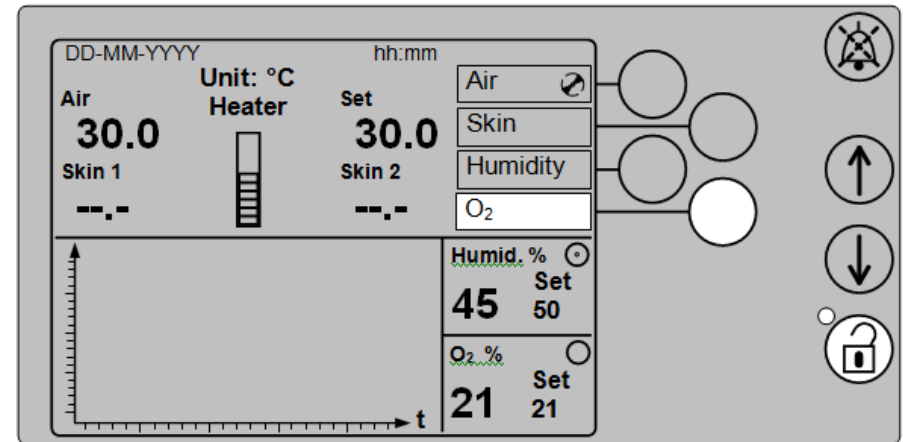 DD-MM-YYYY hh:mm
Unit: °C
Air Heater Set
30.0 30.0
Skin 1 Skin 2
--.- --.-
Air
Skin
Humidity
O₂
Humid. %
Set
45 50
O₂ %
Set
21 21
t